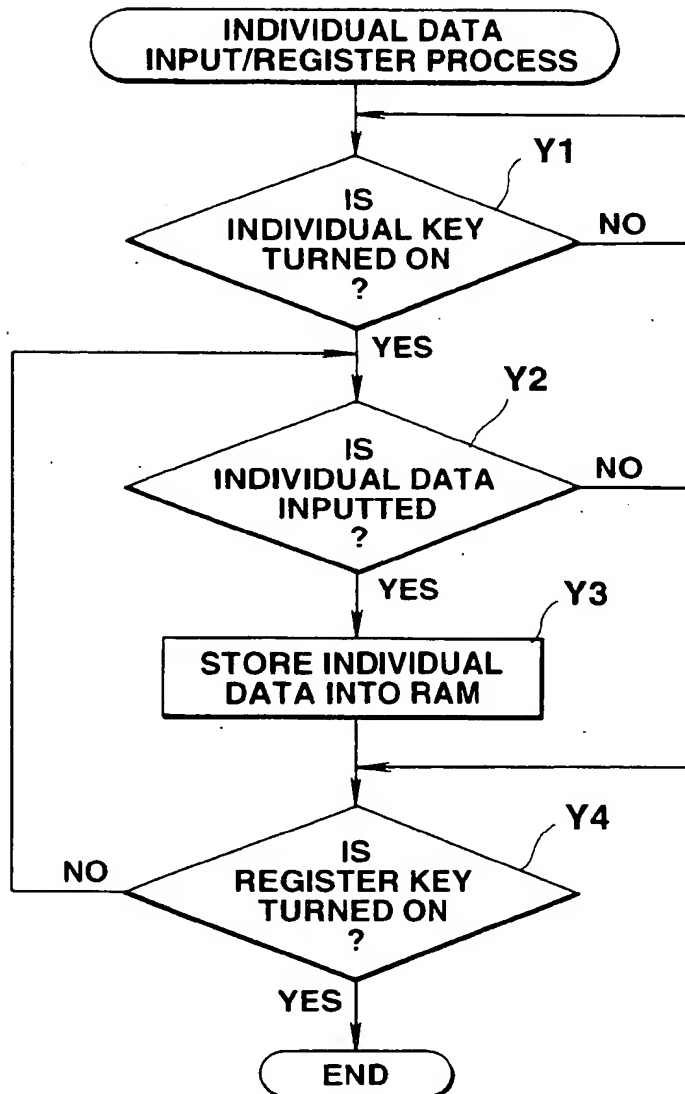 INDIVIDUAL DATA
INPUT/REGISTER PROCESS
Y1
IS
INDIVIDUAL KEY
TURNED ON
?
NO
YES
Y2
IS
INDIVIDUAL DATA
INPUTTED
?
NO
YES
Y3
STORE INDIVIDUAL
DATA INTO RAM
Y4
IS
REGISTER KEY
TURNED ON
?
NO
YES
END